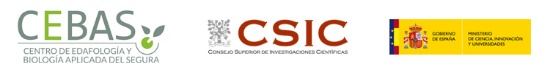 CEBAS
CENTRO DE EDAFOLOGÍA Y
BIOLOGÍA APLICADA DEL SEGURA
CSIC
CONSEJO SUPERIOR DE INVESTIGACIONES CIENTÍFICAS
GOBIERNO
DE ESPAÑA
MINISTERIO
DE CIENCIA, INNOVACIÓN
Y UNIVERSIDADES